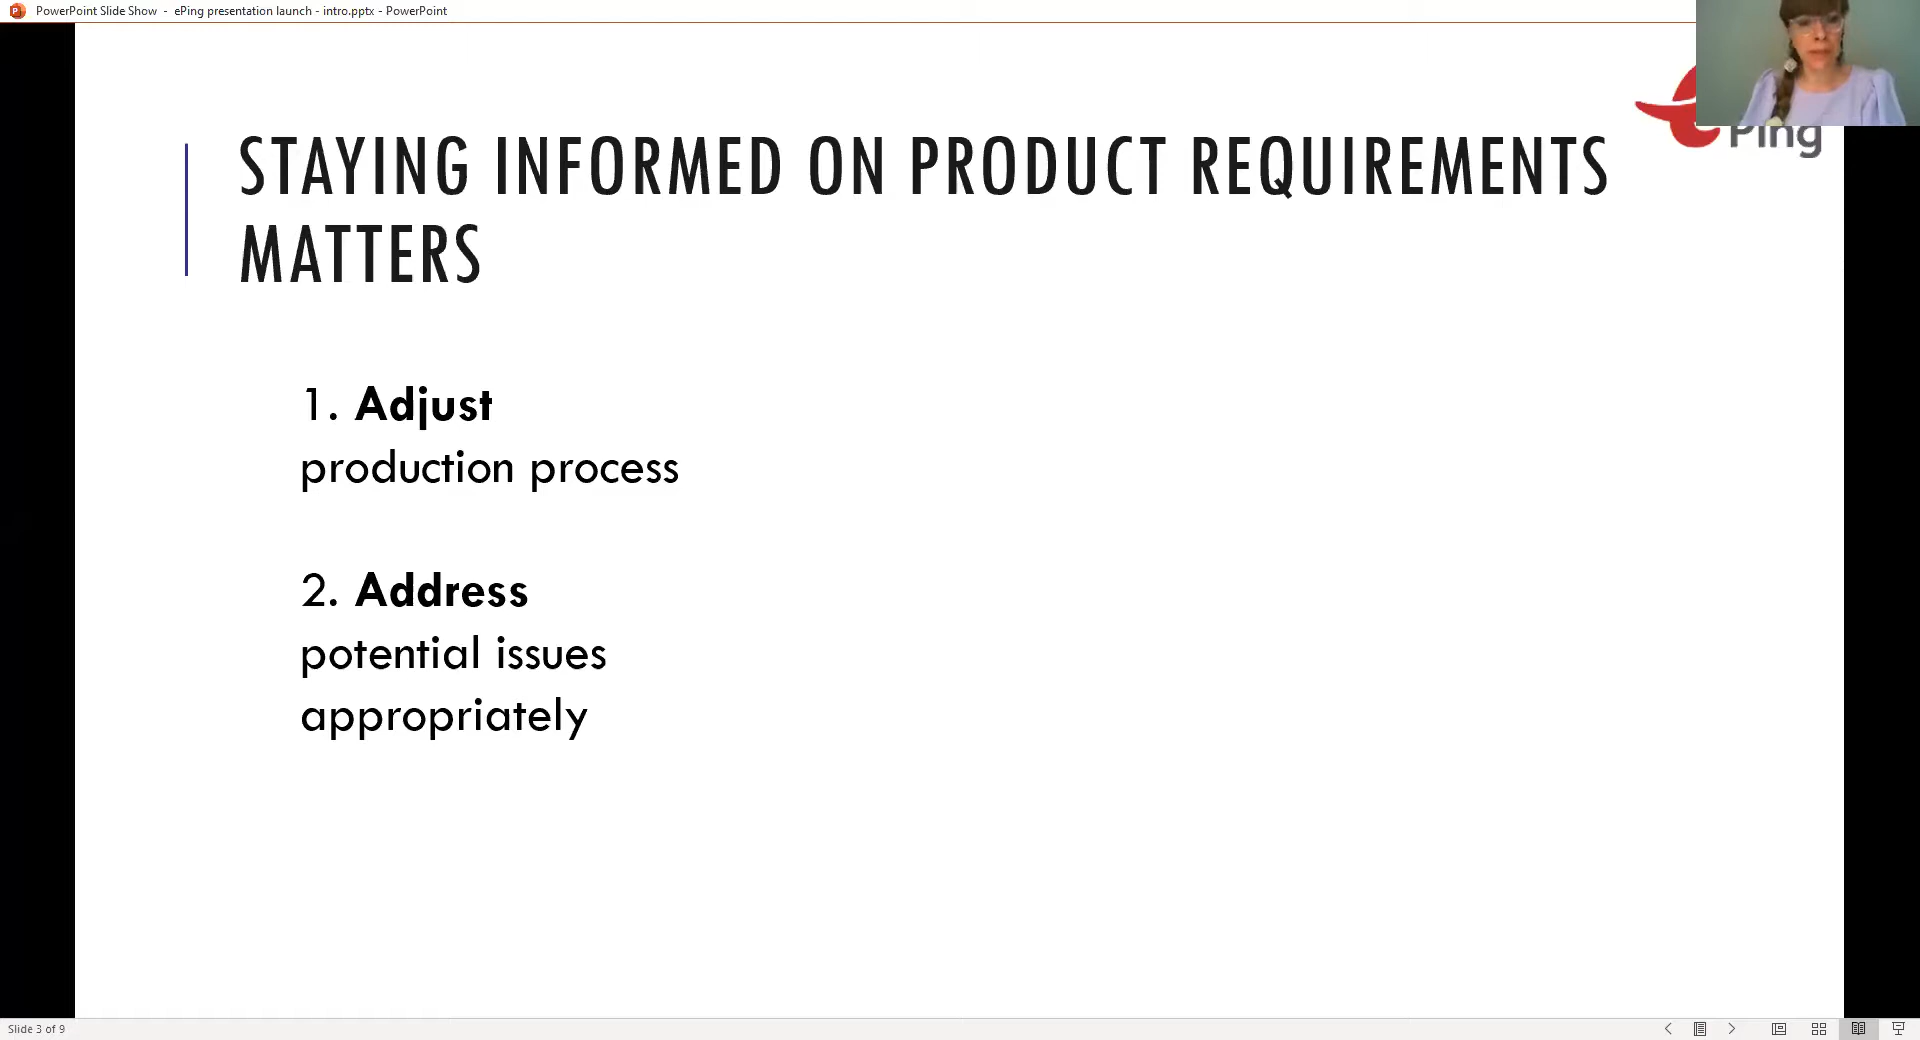 PowerPoint Slide Show - ePing presentation launch - intro.pptx - PowerPoint
Ping
STAYING INFORMED ON PRODUCT REQUIREMENTS
MATTERS
1. Adjust
production process
2. Address
potential issues
appropriately
Slide 3 of 9